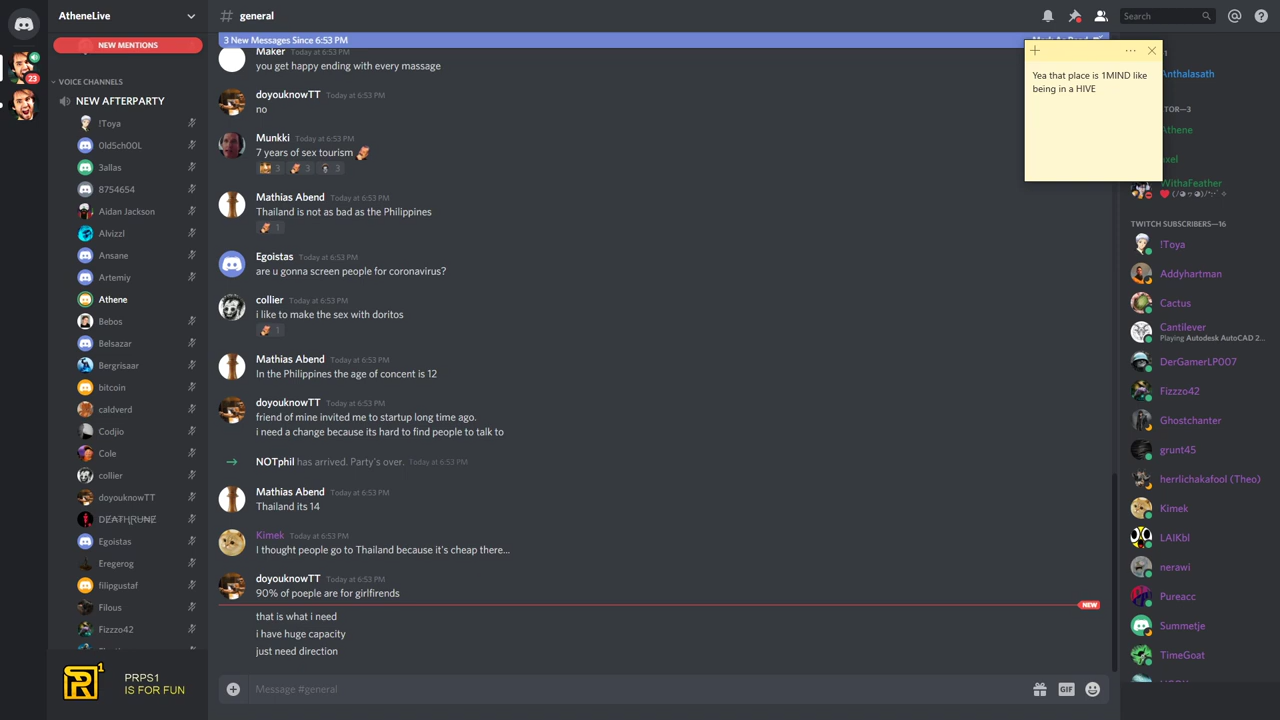 AtheneLive
# general
Search
NEW MENTIONS
3 New Messages Since 6:53 PM
23
VOICE CHANNELS
NEW AFTERPARTY
!Toya
0ld5ch00L
3allas
8754654
Aidan Jackson
Alvizzl
Ansane
Artemiy
Athene
Bebos
Belsazar
Bergrisaar
bitcoin
caldverd
Codjio
Cole
collier
doyouknowTT
Egoistas
Eregerog
filipgustaf
Filous
Fizzzo42
PRPS1
IS FOR FUN
Maker Today at 6:53 PM
you get happy ending with every massage
doyouknowTT Today at 6:53 PM
no
Munkki Today at 6:53 PM
7 years of sex tourism
3 3 3
Mathias Abend Today at 6:53 PM
Thailand is not as bad as the Philippines
1
Egoistas Today at 6:53 PM
are u gonna screen people for coronavirus?
collier Today at 6:53 PM
i like to make the sex with doritos
1
Mathias Abend Today at 6:53 PM
In the Philippines the age of concent is 12
doyouknowTT Today at 6:53 PM
friend of mine invited me to startup long time ago.
i need a change because its hard to find people to talk to
NOTphil has arrived. Party's over. Today at 6:53 PM
Mathias Abend Today at 6:53 PM
Thailand its 14
Kimek Today at 6:53 PM
I thought people go to Thailand because it's cheap there...
doyouknowTT Today at 6:53 PM
90% of poeple are for girlfirends
NEW
that is what i need
i have huge capacity
just need direction
Message #general
GIF
Yea that place is 1MIND like
being in a HIVE
1
Anthalasath
TOR—3
Athene
axel
WithaFeather
TWITCH SUBSCRIBERS—16
!Toya
Addyhartman
Cactus
Cantilever
Playing Autodesk AutoCAD 2...
DerGamerLP007
Fizzzo42
Ghostchanter
grunt45
herrlichakafool (Theo)
Kimek
LAIKbl
nerawi
Pureacc
Summetje
TimeGoat